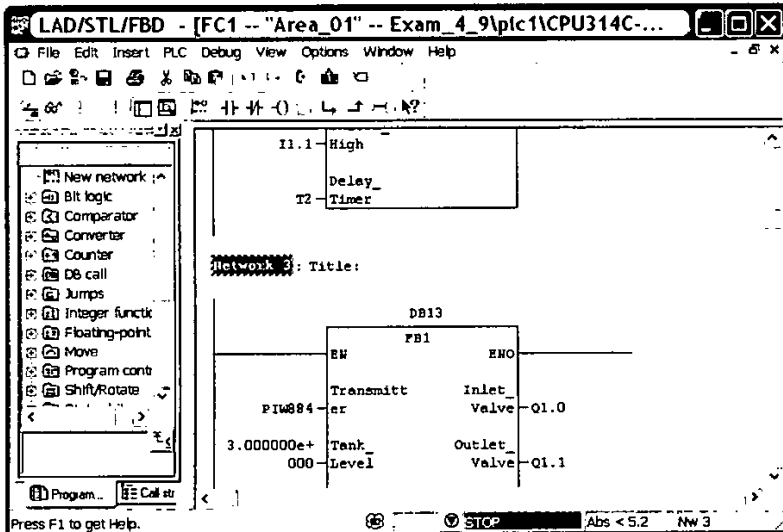 LAD/STL/FBD - [FC1 -- "Area_01" -- Exam_4_9\plc1\CPU314C-...
File Edit Insert PLC Debug View Options Window Help
New network
Bit logic
Comparator
Converter
Counter
DB call
Jumps
Integer functic
Floating-point
Move
Program contr
Shift/Rotate
Program...
Call str
I1.1 High
Delay_
T2 Timer
Network 3: Title:
DB13
FB1
EN ENO
Transmitt Inlet_
PIW884 er Valve Q1.0
3.000000e+ Tank_ Outlet_
000 Level Valve Q1.1
Press F1 to get Help. STOP Abs < 5.2 Nw 3